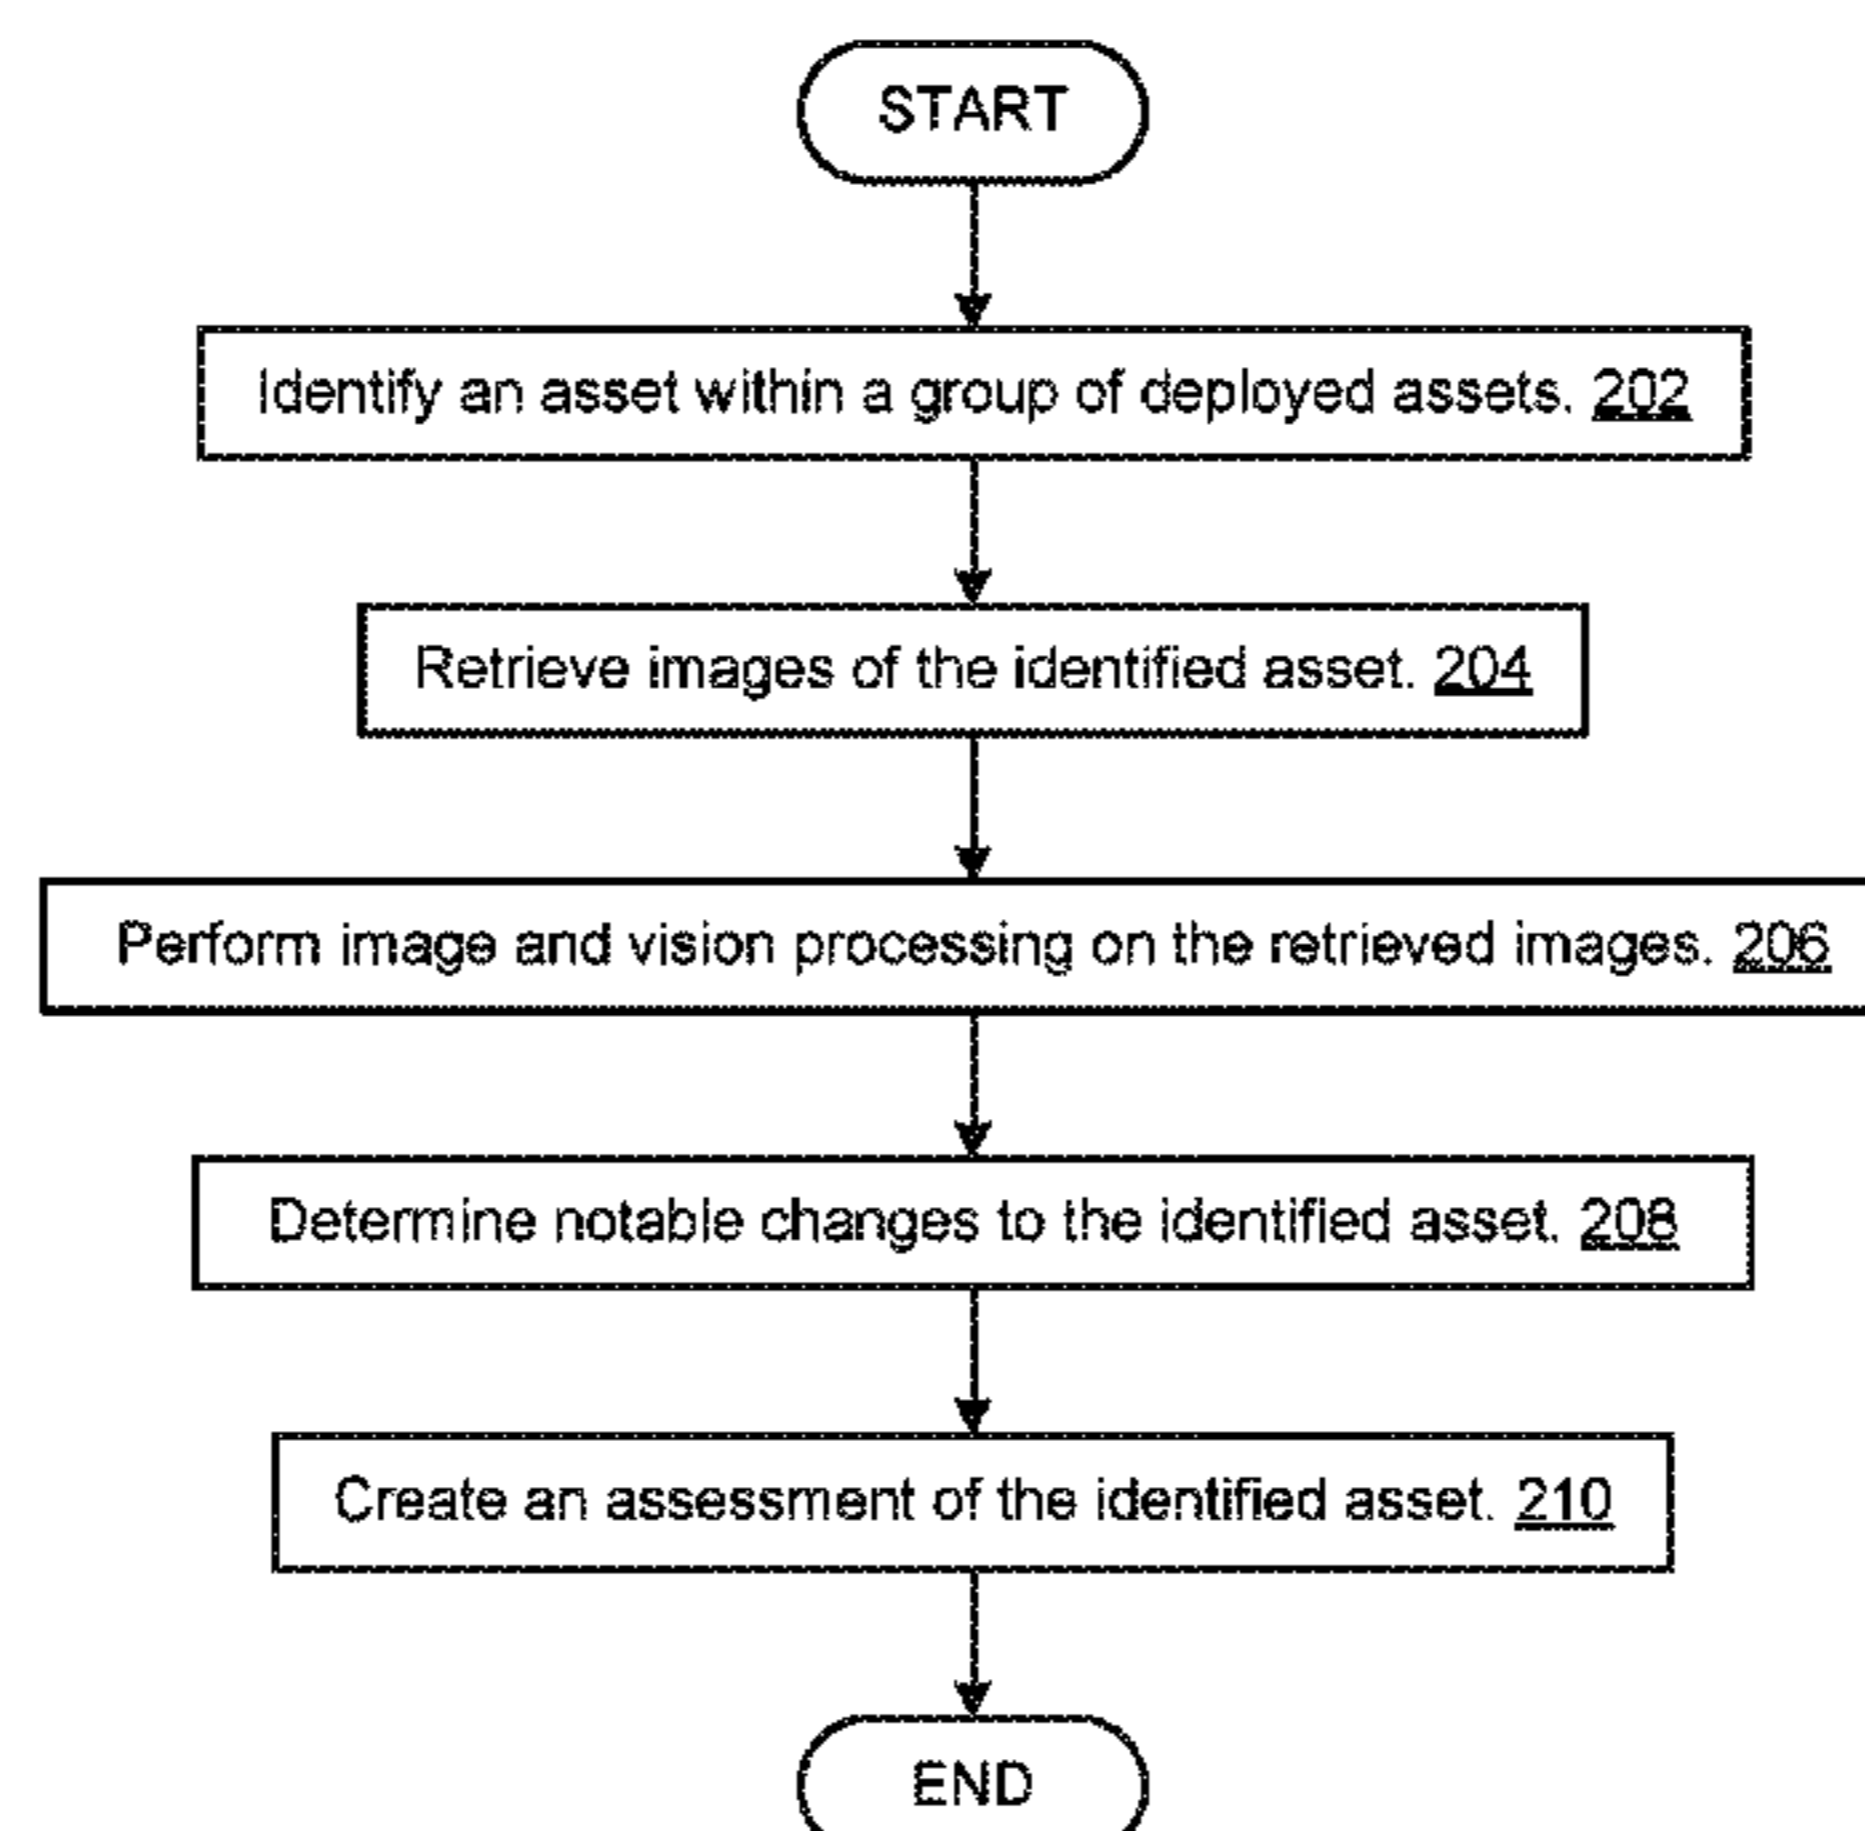 START
Identify an asset within a group of deployed assets. 202
Retrieve images of the identified asset. 204
Perform image and vision processing on the retrieved images. 206
Determine notable changes to the identified asset. 208
Create an assessment of the identified asset. 210
END